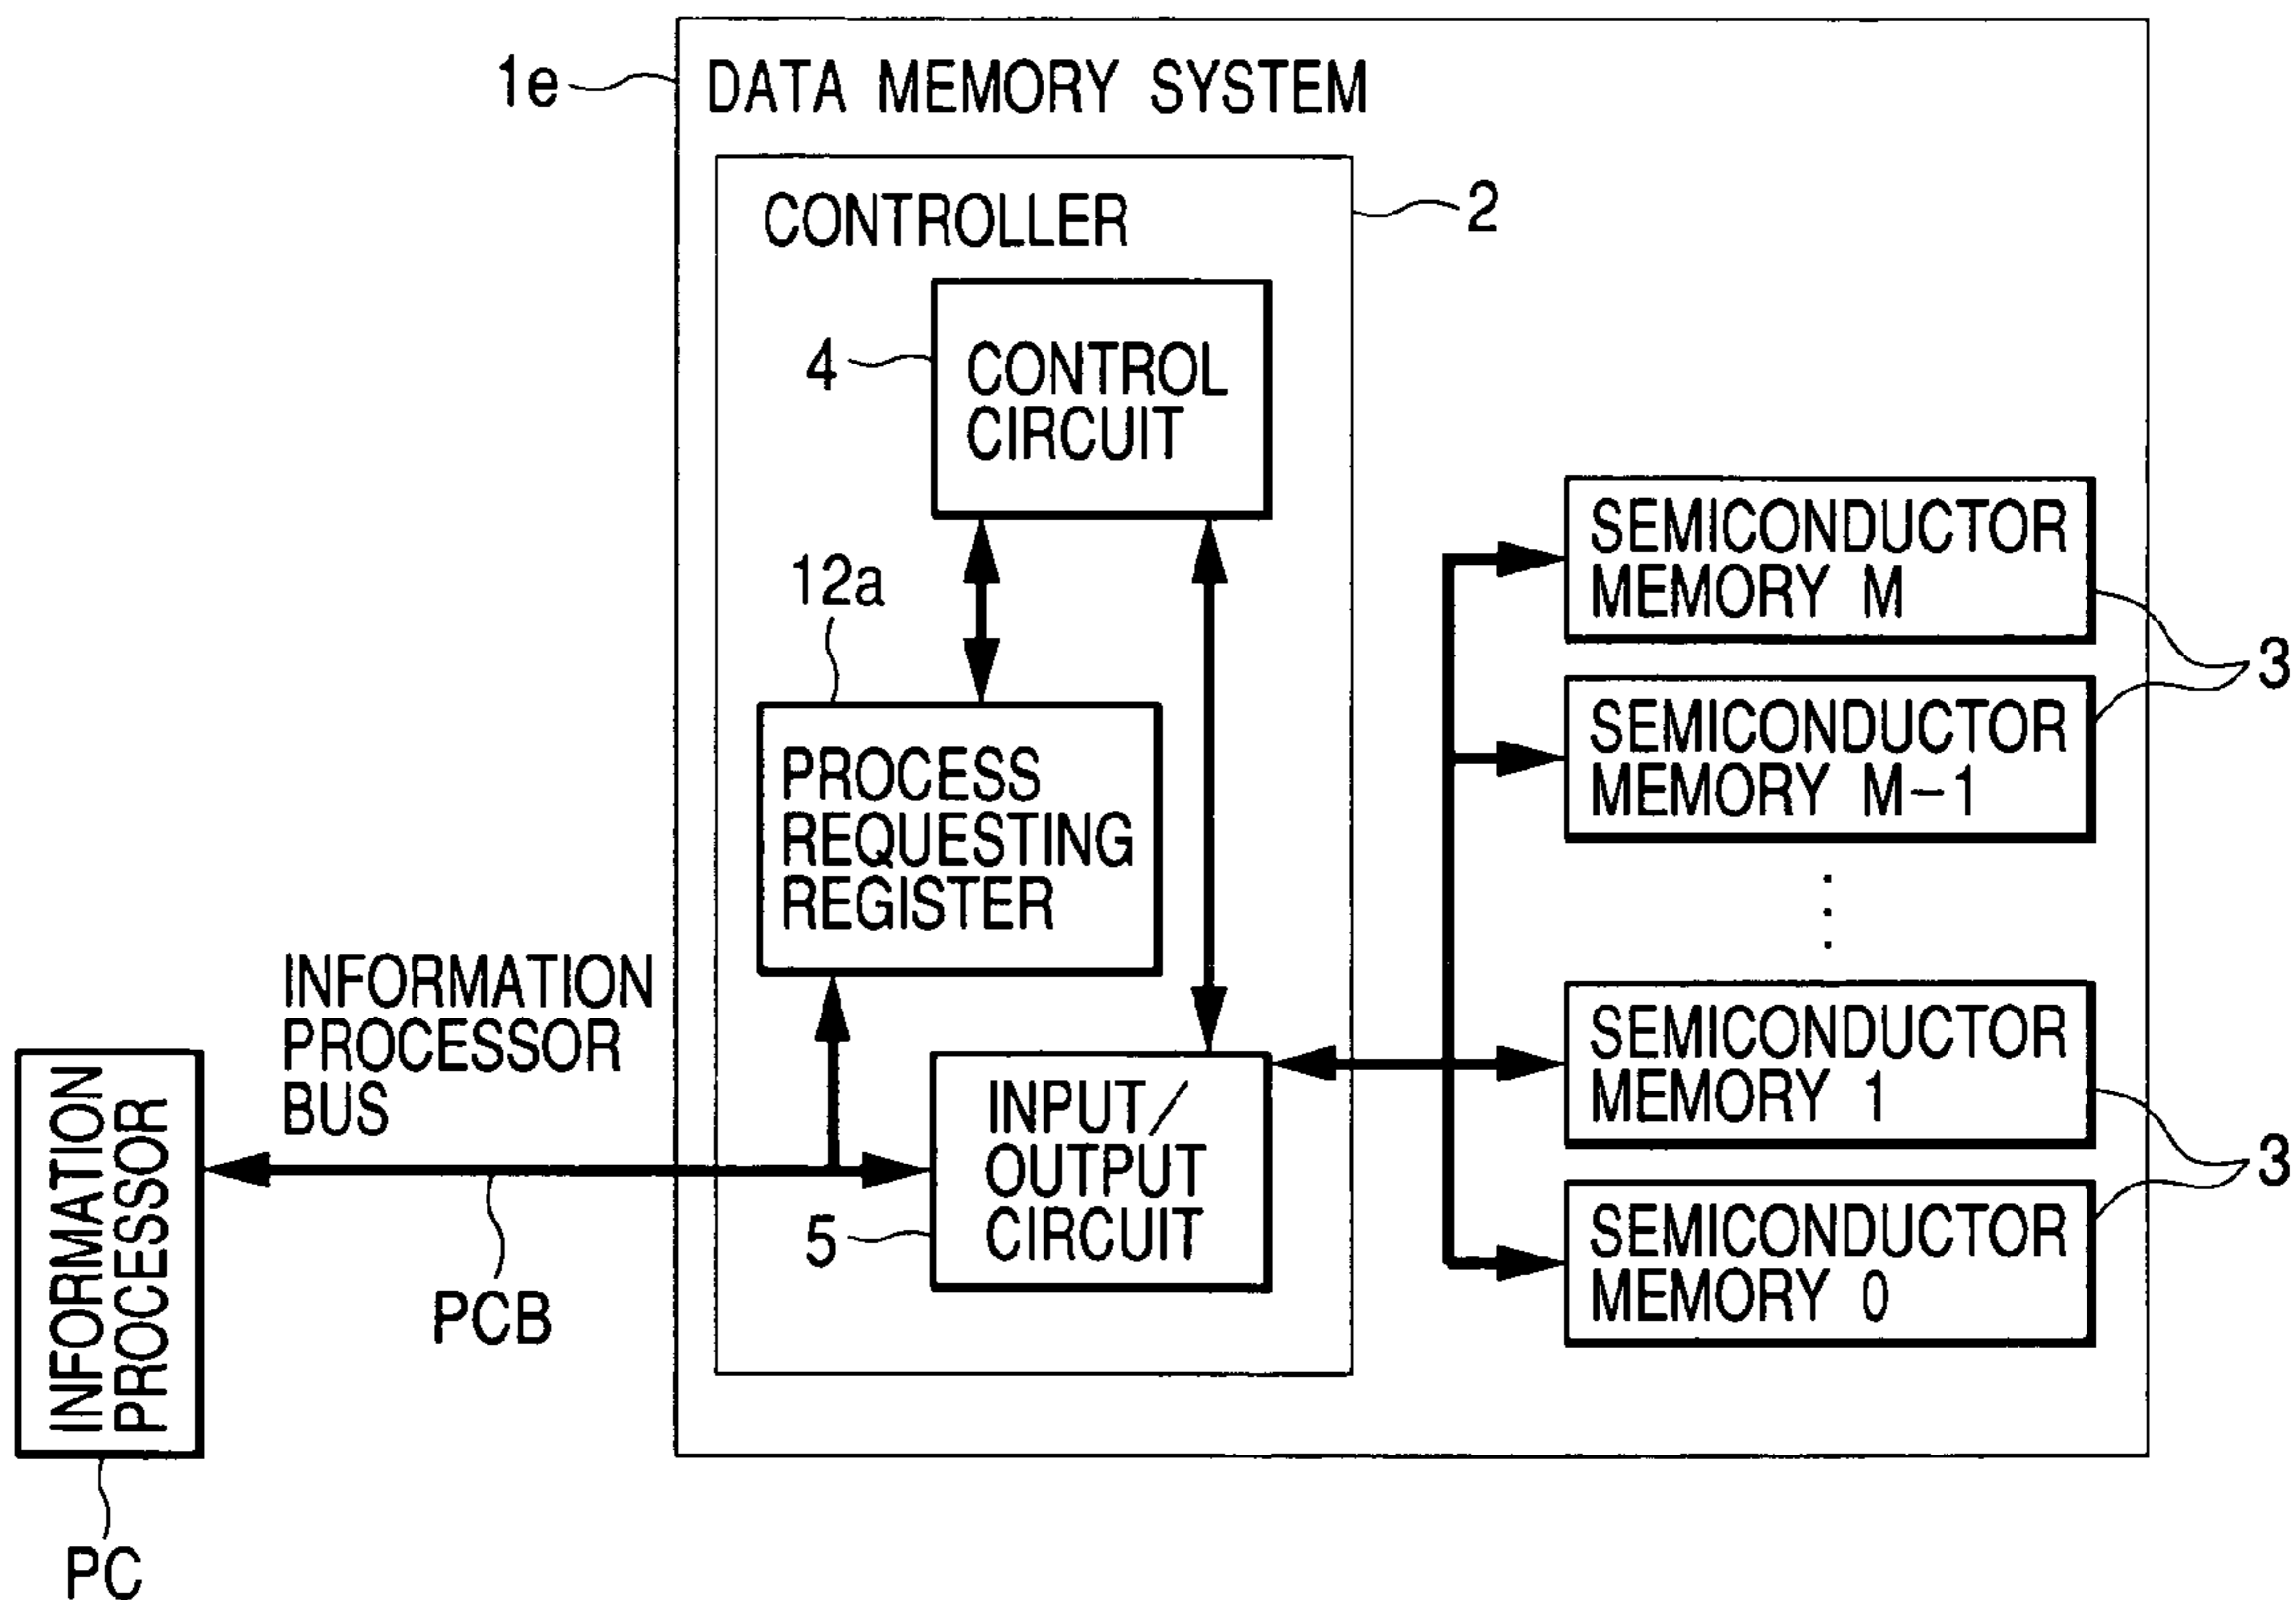 1e
DATA MEMORY SYSTEM
CONTROLLER
2
4
CONTROL
CIRCUIT
12a
PROCESS
REQUESTING
REGISTER
INPUT/
OUTPUT
CIRCUIT
5
INFORMATION
PROCESSOR
BUS
PCB
INFORMATION
PROCESSOR
PC
SEMICONDUCTOR
MEMORY M
SEMICONDUCTOR
MEMORY M-1
3
SEMICONDUCTOR
MEMORY 1
SEMICONDUCTOR
MEMORY 0
3